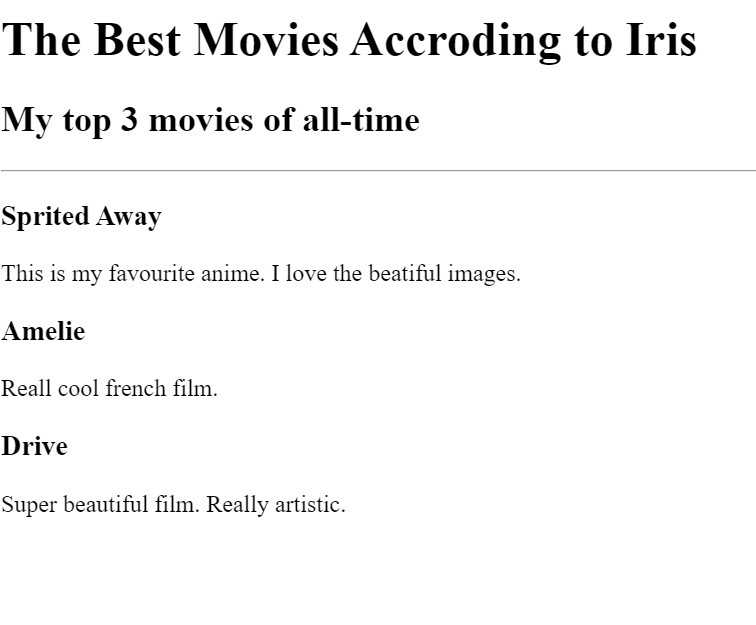 The Best Movies Accroding to Iris
My top 3 movies of all-time
Sprited Away
This is my favourite anime. I love the beatiful images.
Amelie
Reall cool french film.
Drive
Super beautiful film. Really artistic.